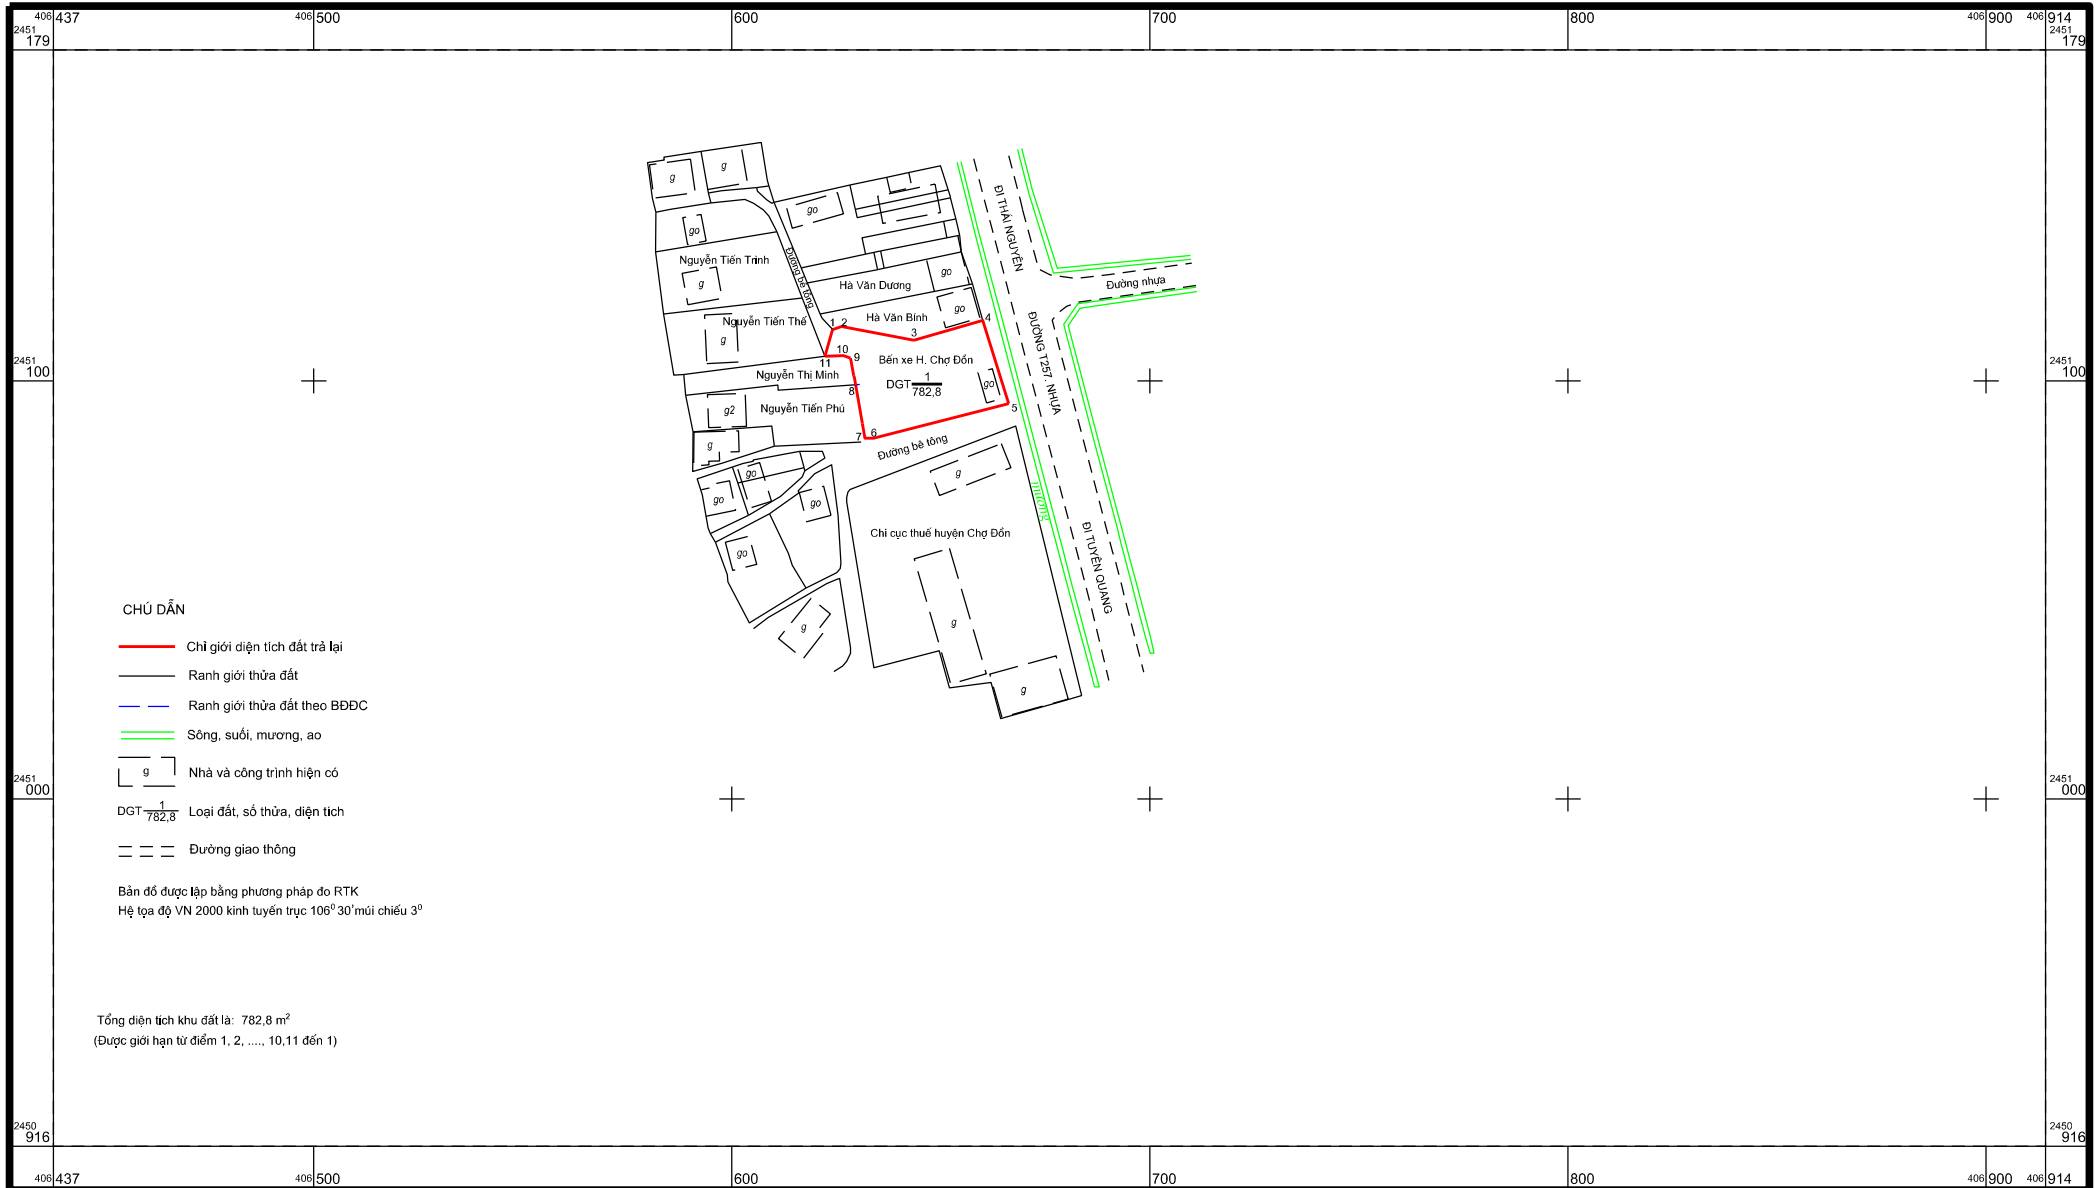 406 437
406 500
600
700
800
406 900
406 914
2451
179
2451
179
g
g
go
go
Nguyễn Tiến Trinh
g
Đường bê tông
ĐI THÁI NGUYÊN
go
Hà Văn Dương
Đường nhựa
go
Nguyễn Tiến Thế
1 2
Hà Văn Bính
3
4
g
10
9
11
Bến xe H. Chợ Đồn
ĐƯỜNG T257. NHỰA
2451
100
2451
100
Nguyễn Thị Minh
DGT 1
782,8
go
8
g2
Nguyễn Tiến Phú
5
7 6
g
Đường bê tông
go
g
go
go
mương
Chi cục thuế huyện Chợ Đồn
go
ĐI TUYÊN QUANG
g
g
g
CHÚ DẪN
Chỉ giới diện tích đất trả lại
Ranh giới thửa đất
Ranh giới thửa đất theo BĐĐC
Sông, suối, mương, ao
g
Nhà và công trình hiện có
2451
000
2451
000
DGT 1
782,8
Loại đất, số thửa, diện tích
Đường giao thông
Bản đồ được lập bằng phương pháp đo RTK
Hệ tọa độ VN 2000 kinh tuyến trục 106⁰ 30' múi chiếu 3⁰
Tổng diện tích khu đất là: 782,8 m²
(Được giới hạn từ điểm 1, 2, ...., 10,11 đến 1)
2450
916
2450
916
406 437
406 500
600
700
800
406 900
406 914